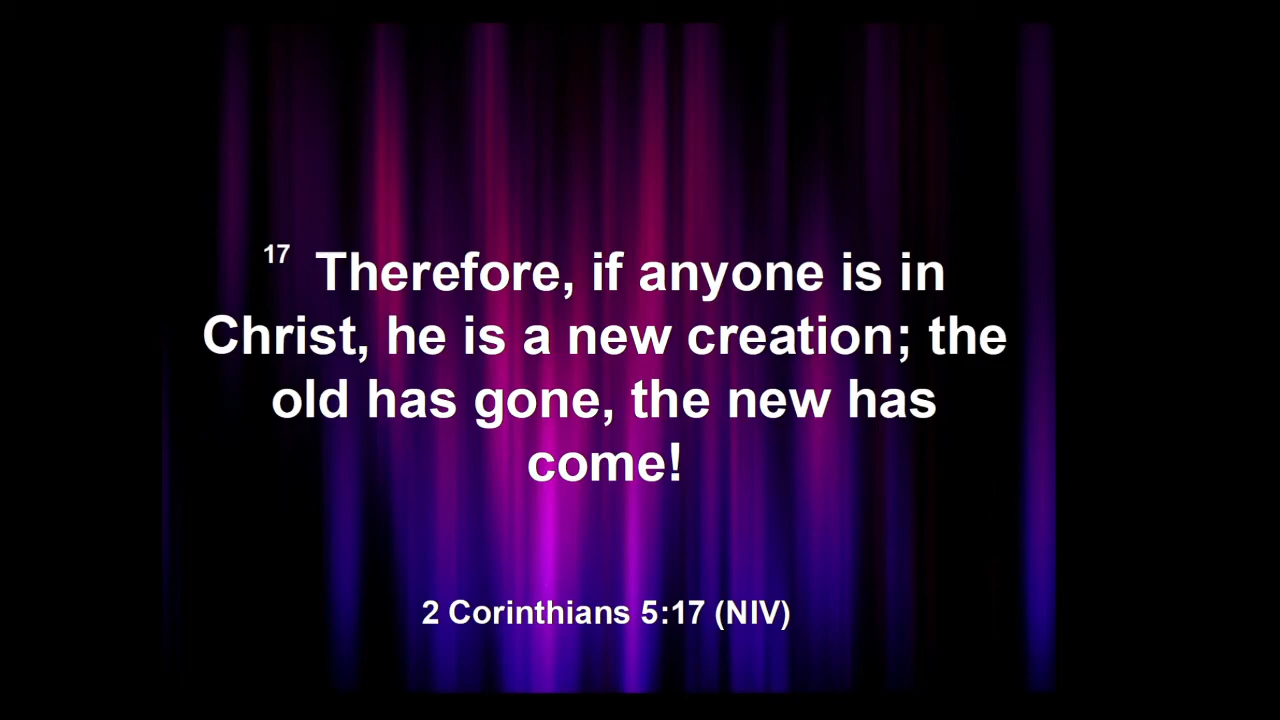 17 Therefore, if anyone is in
Christ, he is a new creation; the
old has gone, the new has
come!
2 Corinthians 5:17 (NIV)